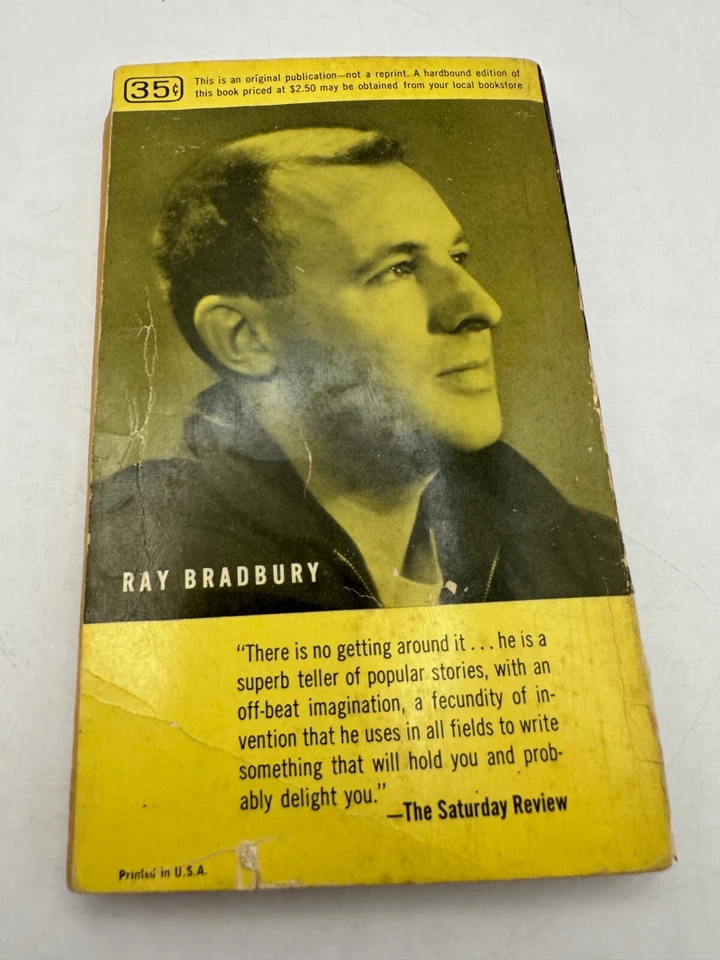 35¢
This is an original publication—not a reprint. A hardbound edition of
this book priced at $2.50 may be obtained from your local bookstore
RAY BRADBURY
"There is no getting around it . . . he is a
superb teller of popular stories, with an
off-beat imagination, a fecundity of in-
vention that he uses in all fields to write
something that will hold you and prob-
ably delight you."
—The Saturday Review
Printed in U.S.A.